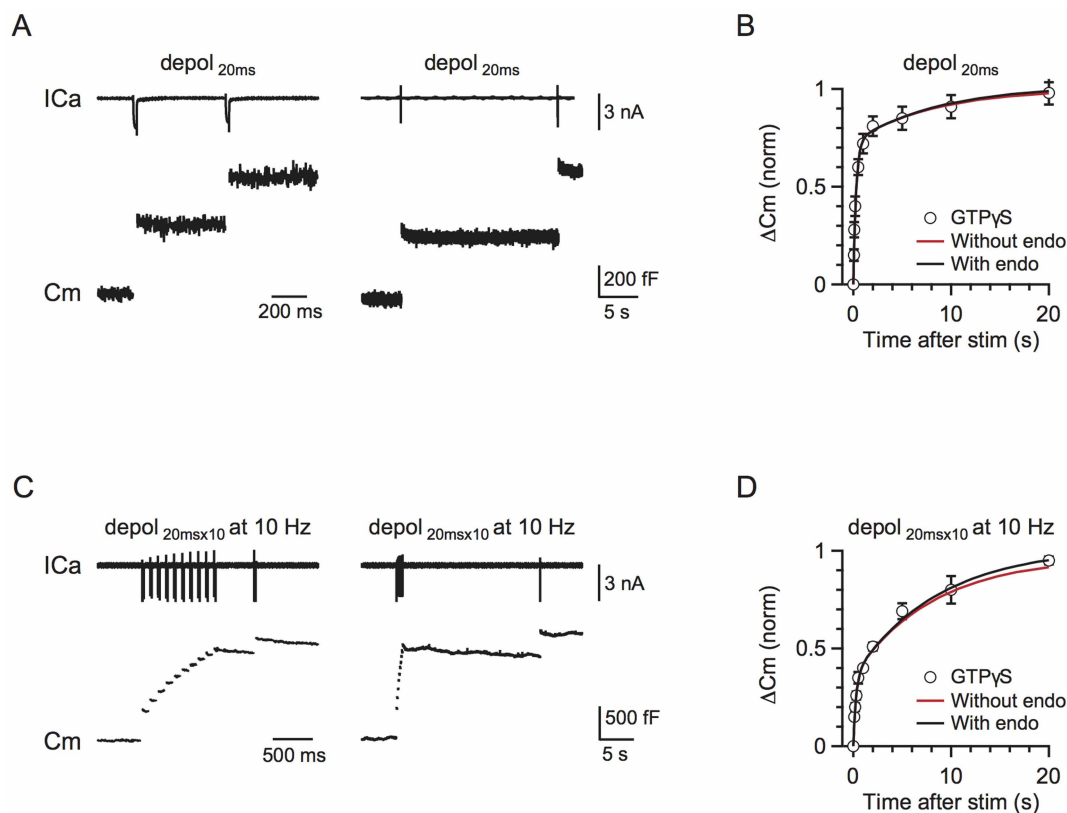 A
depol 20ms
depol 20ms
ICa
3 nA
Cm
200 ms
200 fF
5 s
B
depol 20ms
ΔCm (norm)
1
0.5
0
GTPγS
Without endo
With endo
0
10
20
Time after stim (s)
C
depol 20msx10 at 10 Hz
depol 20msx10 at 10 Hz
ICa
3 nA
Cm
500 ms
500 fF
5 s
D
depol 20msx10 at 10 Hz
ΔCm (norm)
1
0.5
0
GTPγS
Without endo
With endo
0
10
20
Time after stim (s)